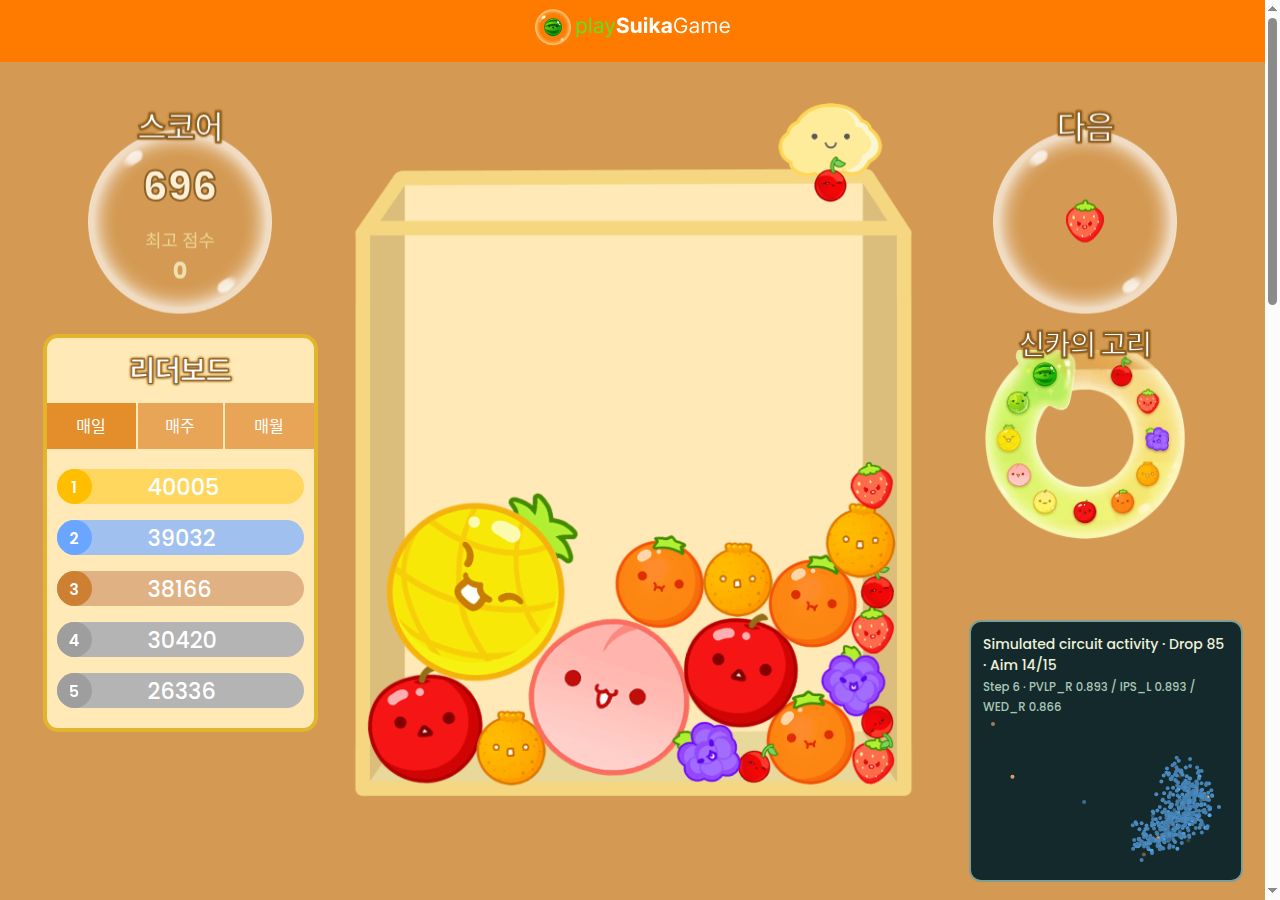 playSuikaGame
스코어
696
최고 점수
0
다음
신카의 고리
리더보드
매일 매주 매월
1 40005
2 39032
3 38166
4 30420
5 26336
Simulated circuit activity · Drop 85
· Aim 14/15
Step 6 · PVLP_R 0.893 / IPS_L 0.893 /
WED_R 0.866